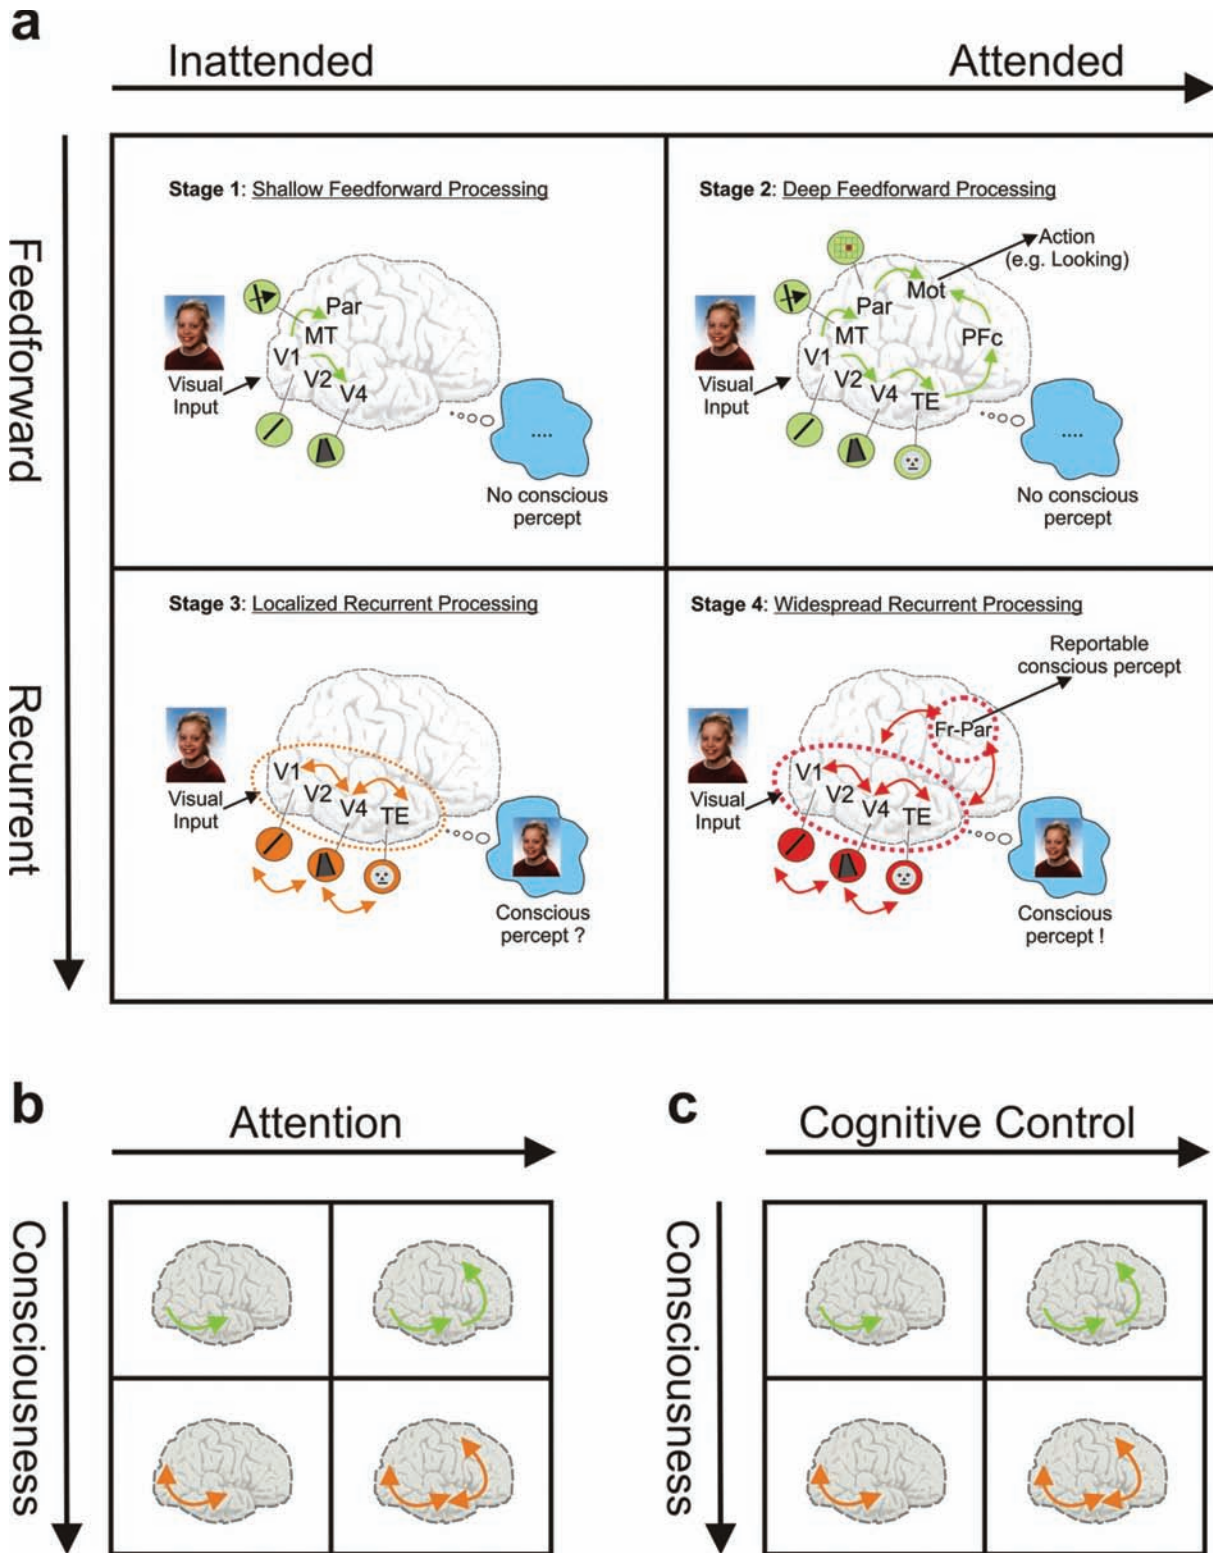 a
Inattended
Attended
Feedforward
Recurrent
Stage 1: Shallow Feedforward Processing
Par
MT
V1
V2
V4
Visual
Input
....
No conscious
percept
Stage 2: Deep Feedforward Processing
Action
(e.g. Looking)
Mot
Par
MT
PFc
V1
V2
V4
TE
Visual
Input
....
No conscious
percept
Stage 3: Localized Recurrent Processing
V1
V2
V4
TE
Visual
Input
Conscious
percept ?
Stage 4: Widespread Recurrent Processing
Reportable
conscious percept
Fr-Par
V1
V2
V4
TE
Visual
Input
Conscious
percept !
b
Attention
Consciousness
c
Cognitive Control
Consciousness